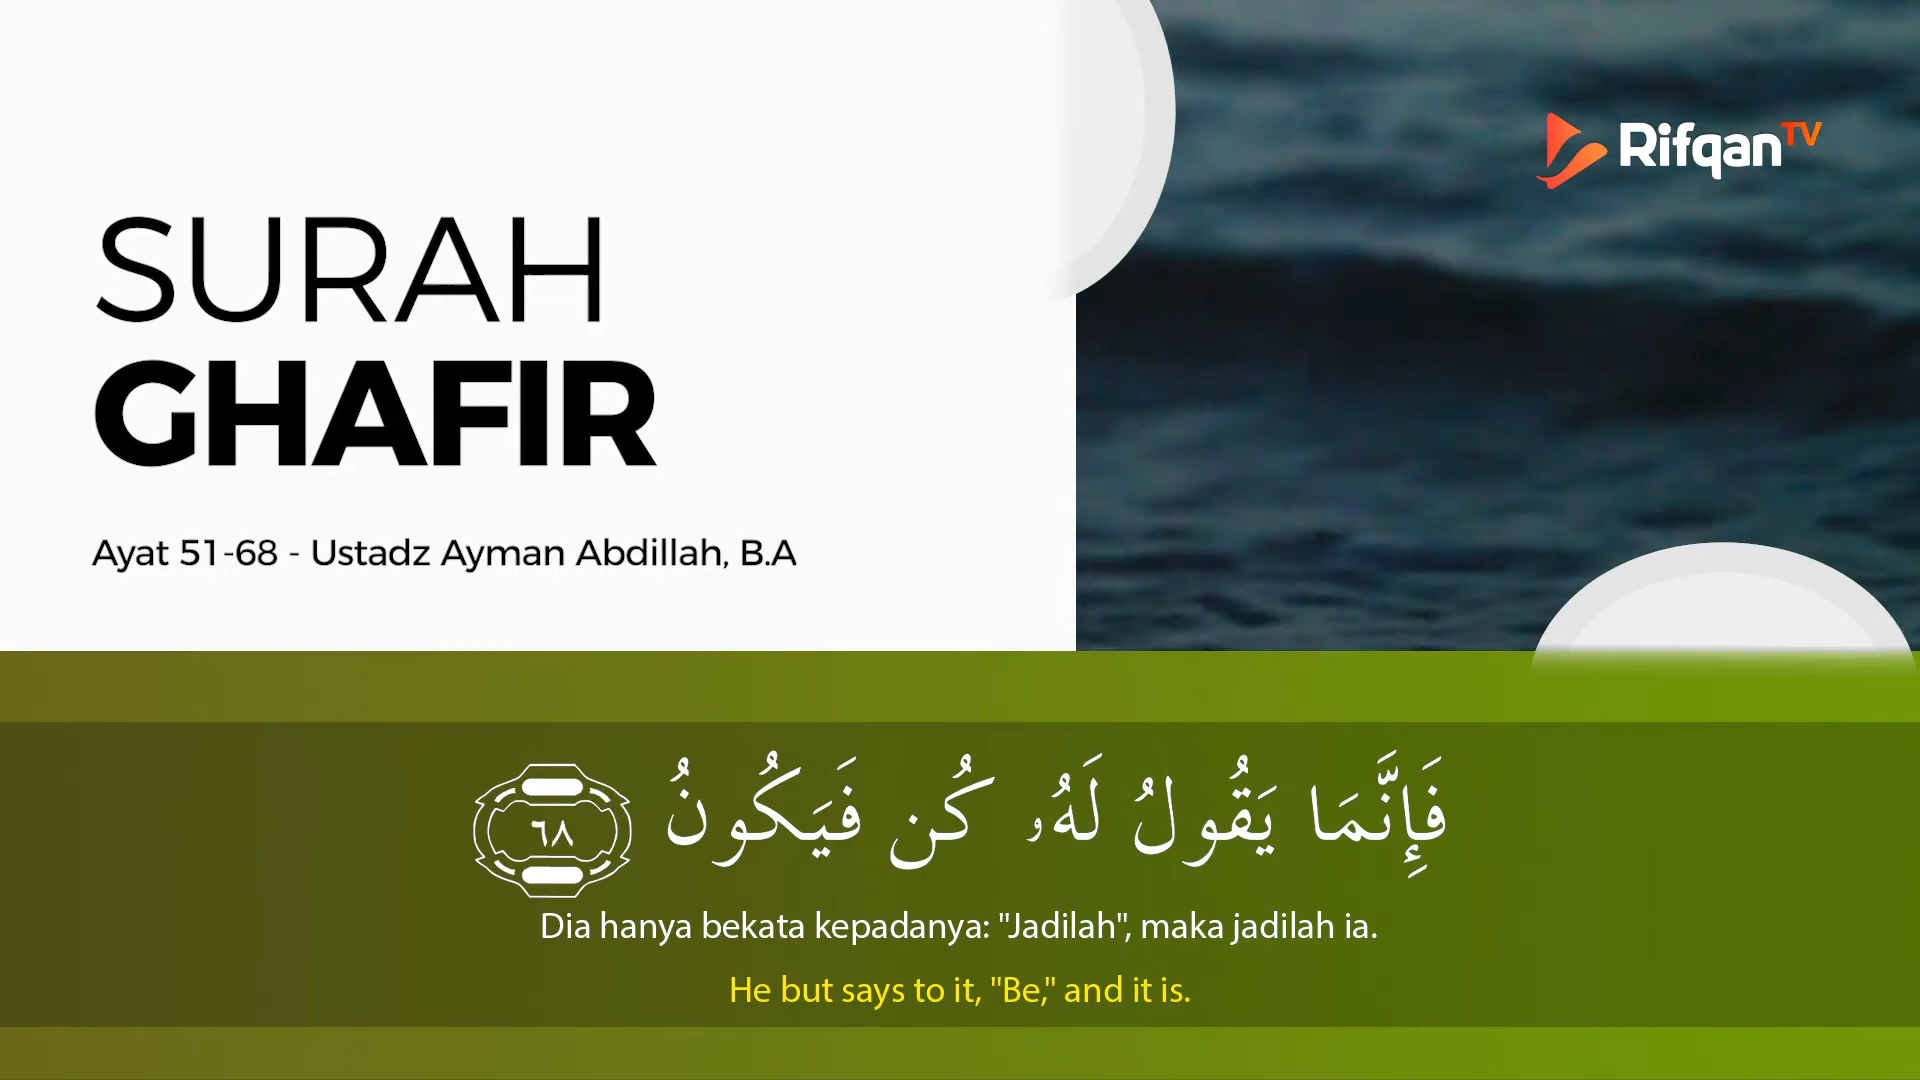 SURAH
GHAFIR
Ayat 51-68 - Ustadz Ayman Abdillah, B.A
RifqanTV
فَإِنَّمَا يَقُولُ لَهُۥ كُن فَيَكُونُ ٦٨
Dia hanya bekata kepadanya: "Jadilah", maka jadilah ia.
He but says to it, "Be," and it is.